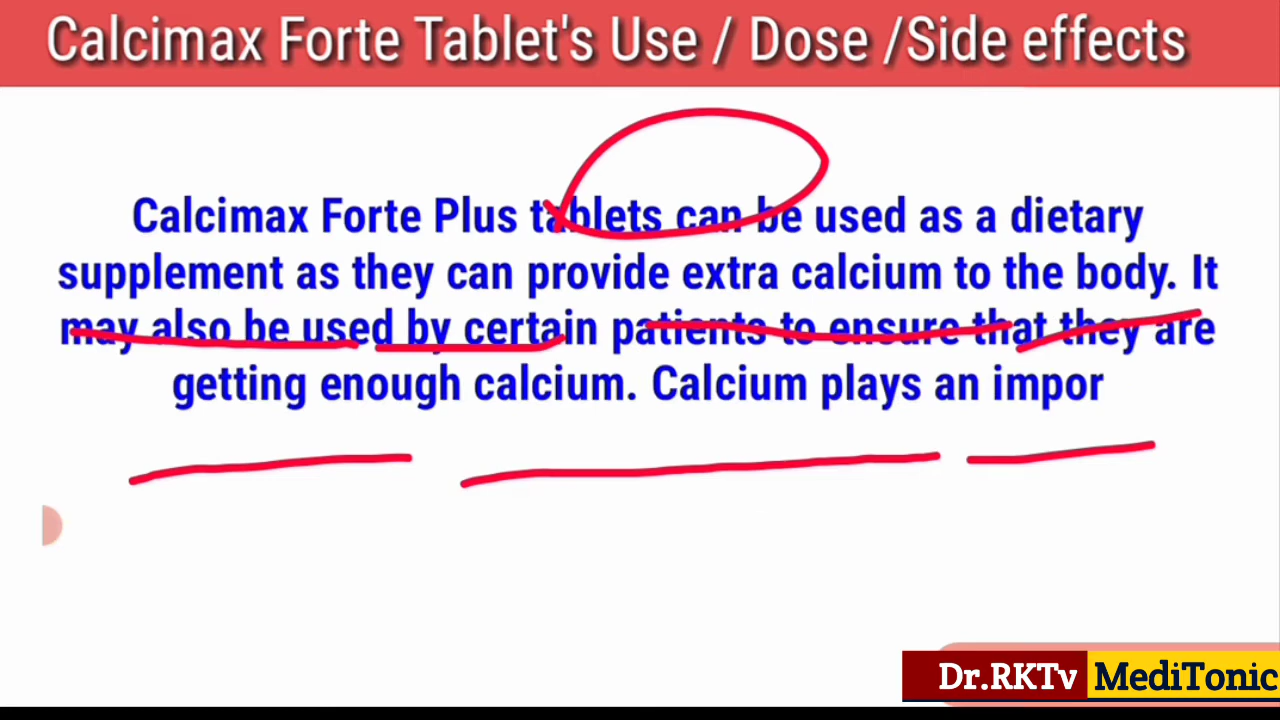 Calcimax Forte Tablet's Use / Dose /Side effects
Calcimax Forte Plus tablets can be used as a dietary
supplement as they can provide extra calcium to the body. It
may also be used by certain patients to ensure that they are
getting enough calcium. Calcium plays an impor
Dr.RKTv MediTonic